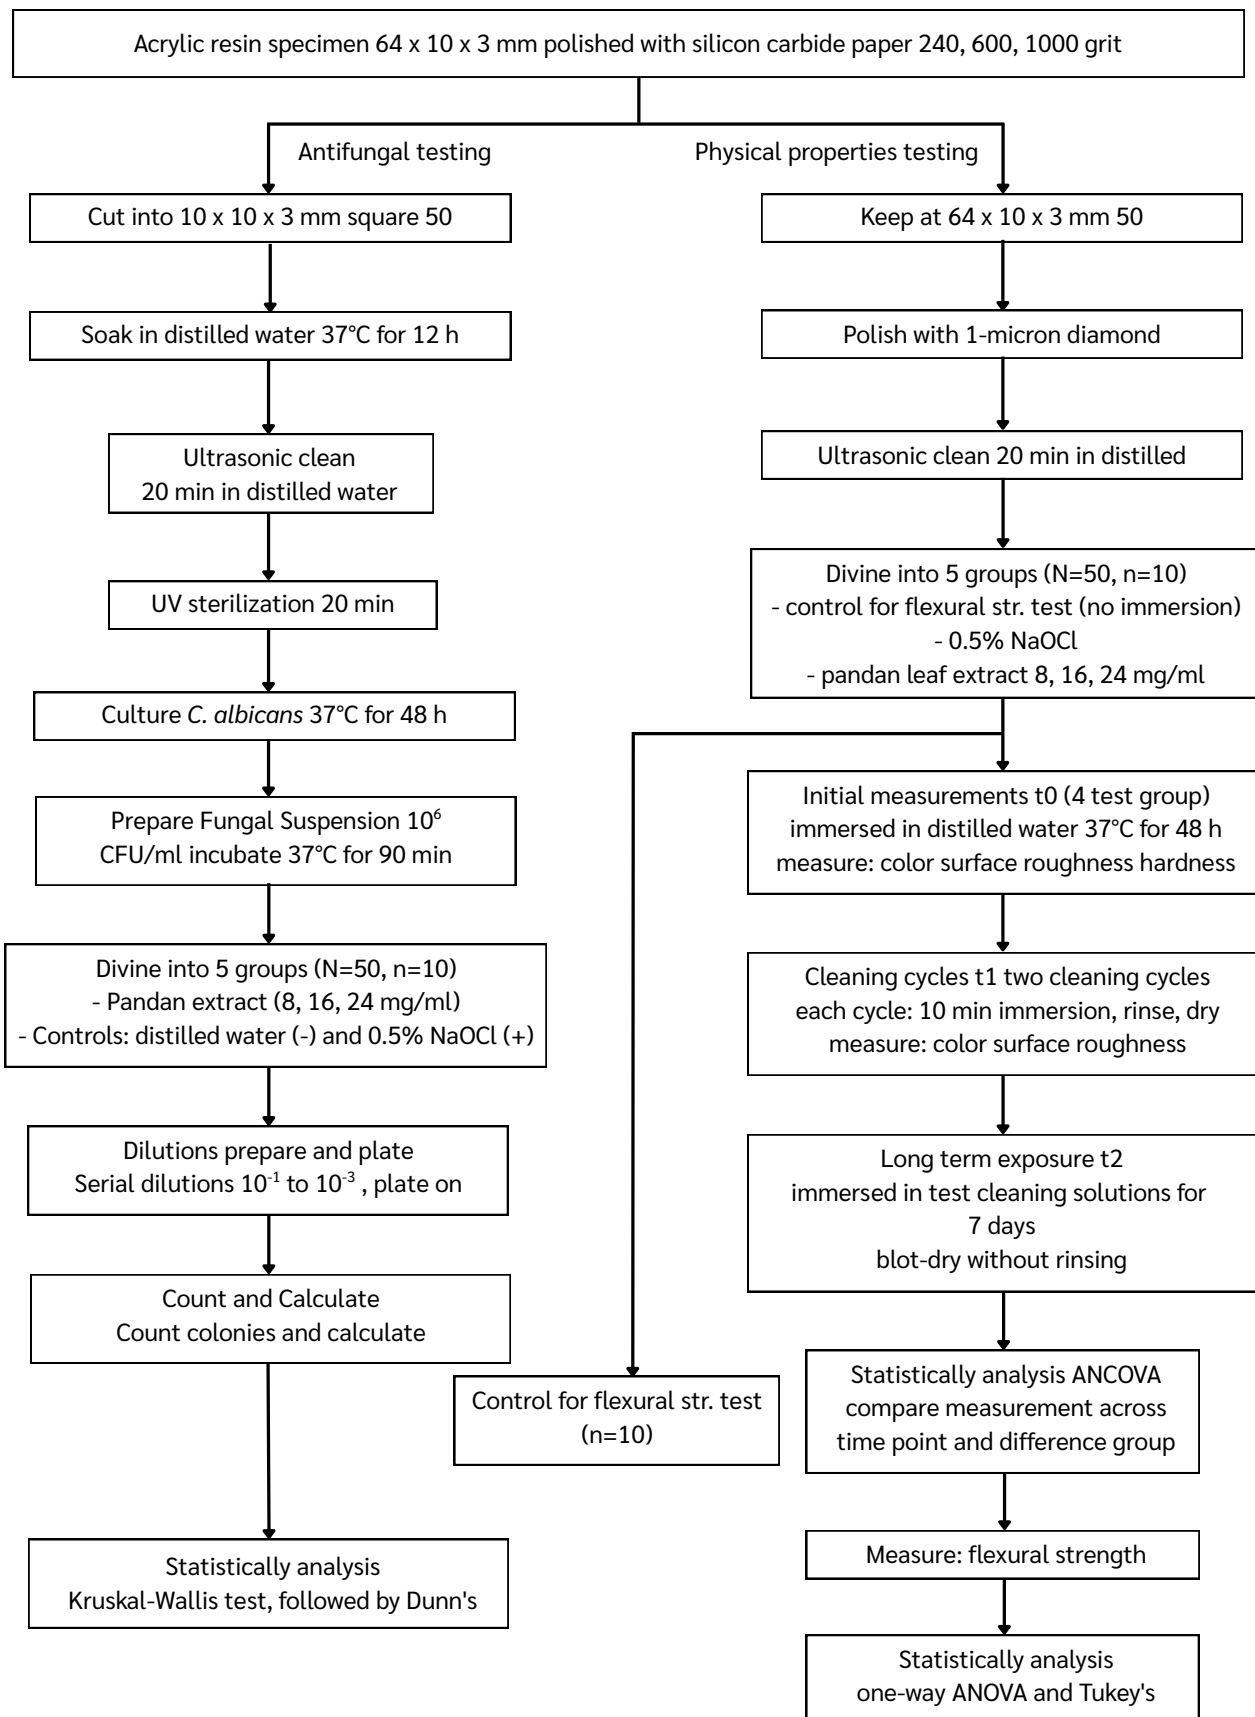 Acrylic resin specimen 64 x 10 x 3 mm polished with silicon carbide paper 240, 600, 1000 grit
Antifungal testing
Cut into 10 x 10 x 3 mm square 50
Soak in distilled water 37°C for 12 h
Ultrasonic clean
20 min in distilled water
UV sterilization 20 min
Culture C. albicans 37°C for 48 h
Prepare Fungal Suspension 10⁶
CFU/ml incubate 37°C for 90 min
Divine into 5 groups (N=50, n=10)
- Pandan extract (8, 16, 24 mg/ml)
- Controls: distilled water (-) and 0.5% NaOCl (+)
Dilutions prepare and plate
Serial dilutions 10⁻¹ to 10⁻³ , plate on
Count and Calculate
Count colonies and calculate
Statistically analysis
Kruskal-Wallis test, followed by Dunn's
Physical properties testing
Keep at 64 x 10 x 3 mm 50
Polish with 1-micron diamond
Ultrasonic clean 20 min in distilled
Divine into 5 groups (N=50, n=10)
- control for flexural str. test (no immersion)
- 0.5% NaOCl
- pandan leaf extract 8, 16, 24 mg/ml
Initial measurements t0 (4 test group)
immersed in distilled water 37°C for 48 h
measure: color surface roughness hardness
Cleaning cycles t1 two cleaning cycles
each cycle: 10 min immersion, rinse, dry
measure: color surface roughness
Long term exposure t2
immersed in test cleaning solutions for
7 days
blot-dry without rinsing
Control for flexural str. test
(n=10)
Statistically analysis ANCOVA
compare measurement across
time point and difference group
Measure: flexural strength
Statistically analysis
one-way ANOVA and Tukey's